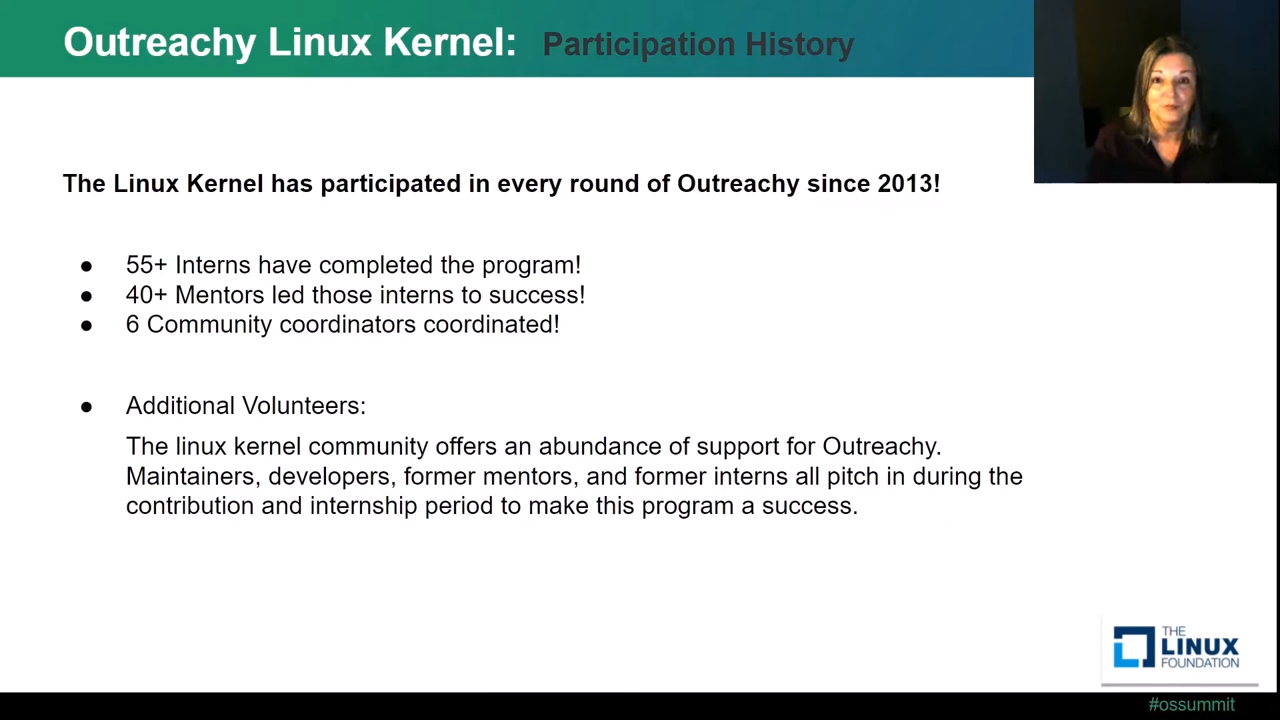 Outreachy Linux Kernel: Participation History
The Linux Kernel has participated in every round of Outreachy since 2013!
● 55+ Interns have completed the program!
● 40+ Mentors led those interns to success!
● 6 Community coordinators coordinated!
● Additional Volunteers:
The linux kernel community offers an abundance of support for Outreachy.
Maintainers, developers, former mentors, and former interns all pitch in during the
contribution and internship period to make this program a success.
THE
LINUX
FOUNDATION
#ossummit